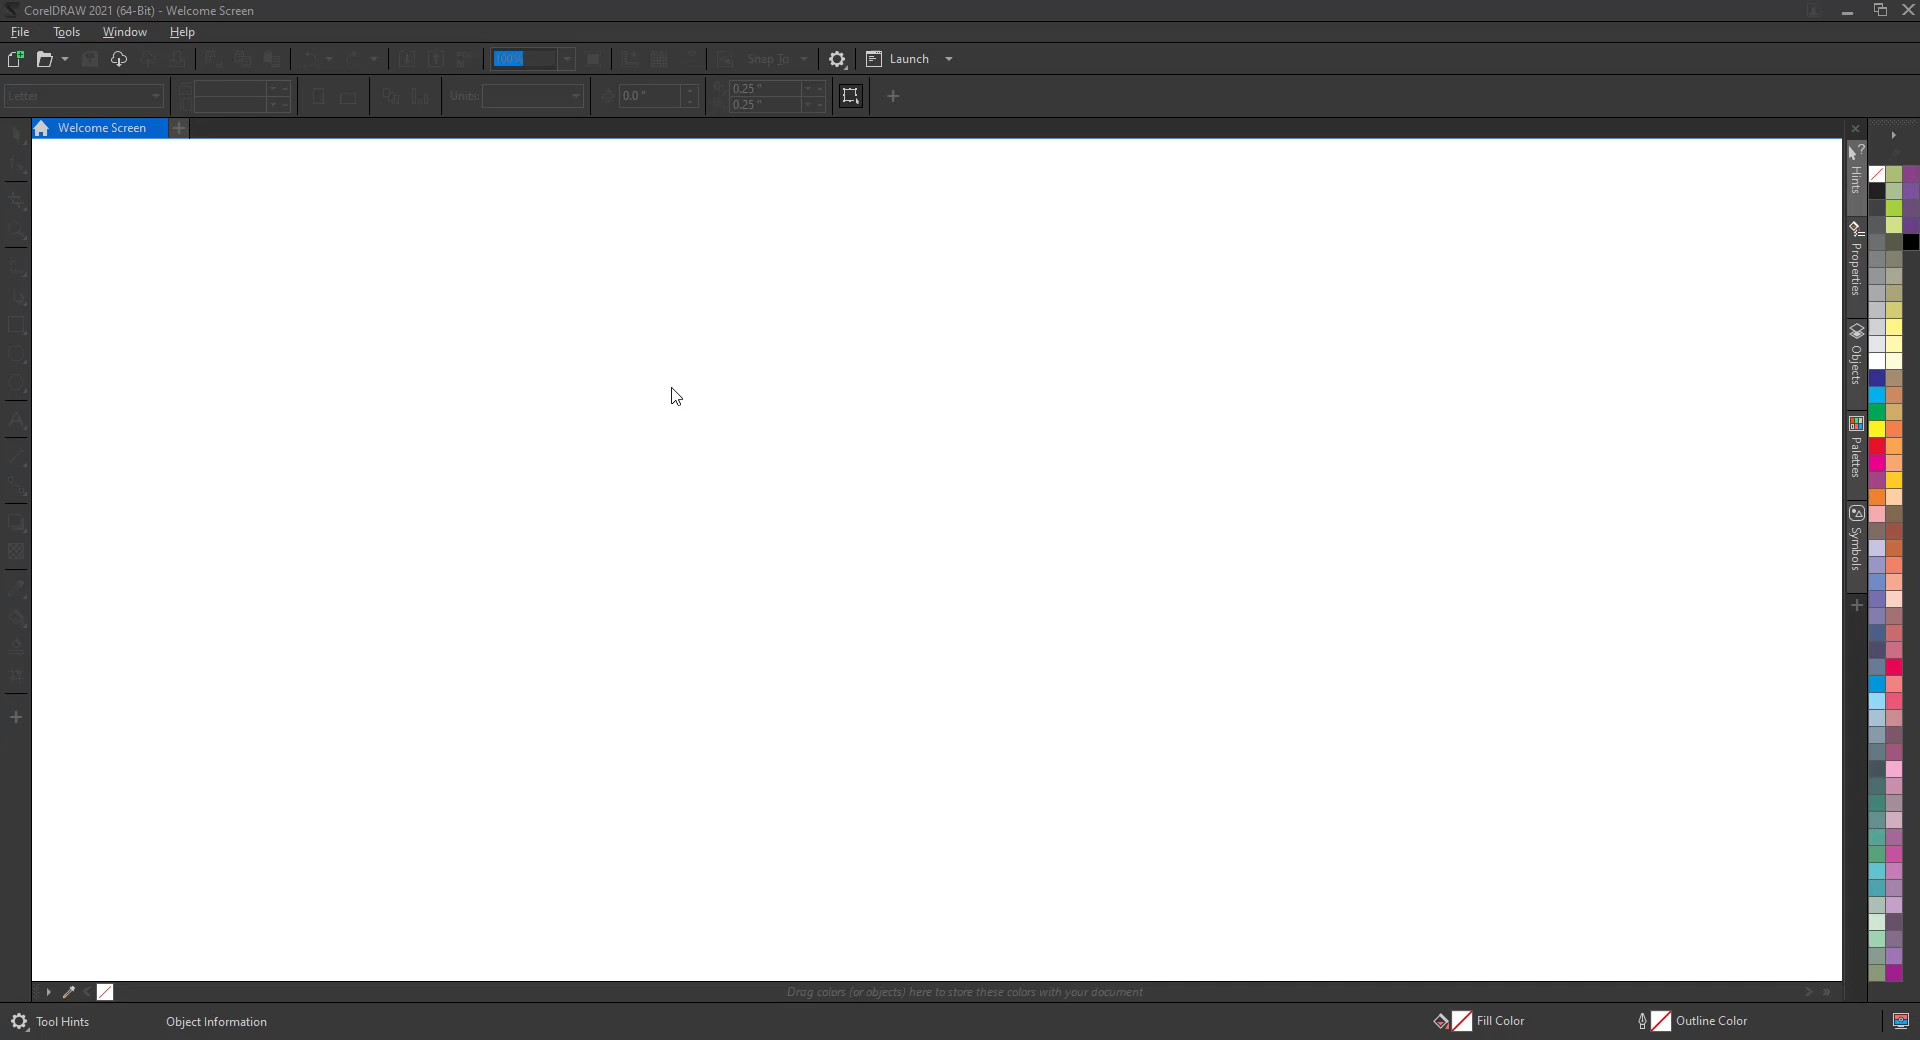 CorelDRAW 2021 (64-Bit) - Welcome Screen
File Tools Window Help
100% Snap To Launch
Letter Units: 0.0 " 0.25 "
0.25 "
Welcome Screen
Hints
Properties
Objects
Palettes
Symbols
Drag colors (or objects) here to store these colors with your document
Tool Hints Object Information Fill Color Outline Color